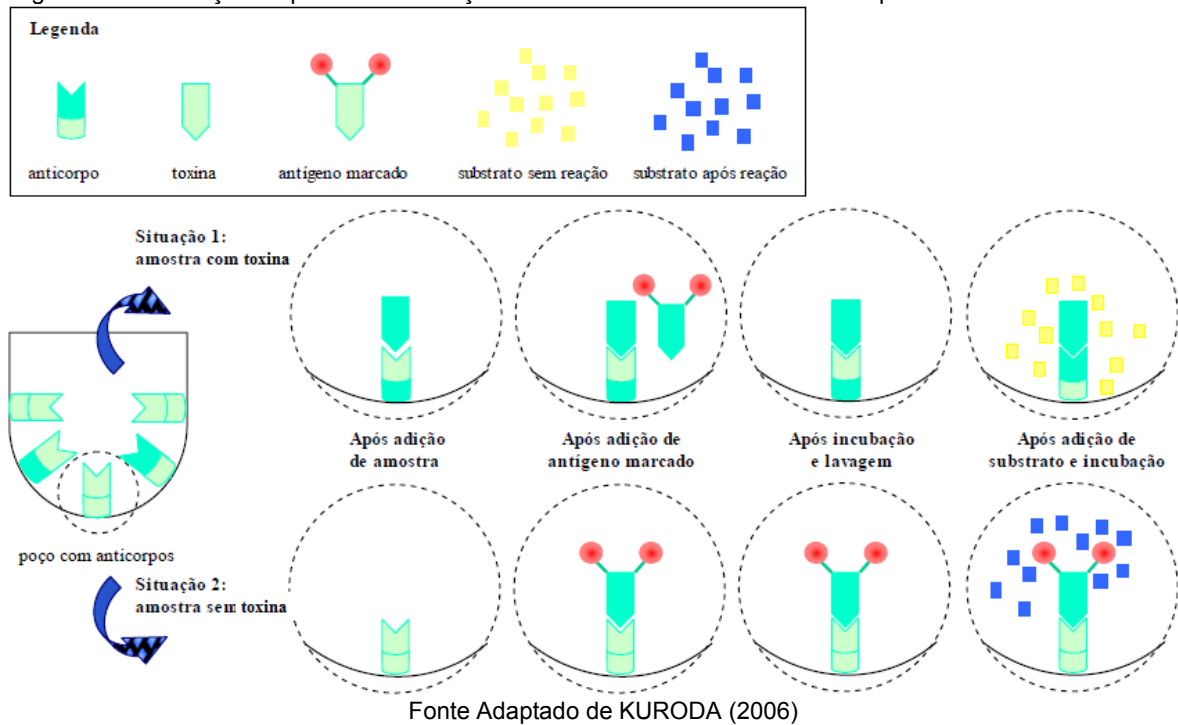 Legenda
anticorpo
toxina
antígeno marcado
substrato sem reação
substrato após reação
Situação 1:
amostra com toxina
Após adição
de amostra
Após adição de
antígeno marcado
Após incubação
e lavagem
Após adição de
substrato e incubação
poço com anticorpos
Situação 2:
amostra sem toxina
Fonte Adaptado de KURODA (2006)